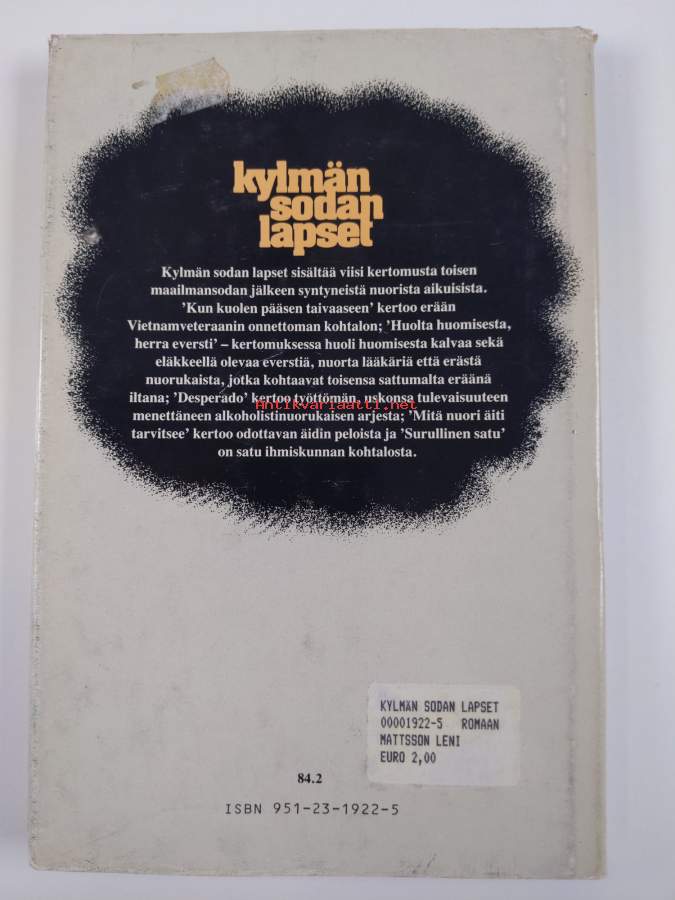 kylmän
sodan
lapset
Kylmän sodan lapset sisältää viisi kertomusta toisen
maailmansodan jälkeen syntyneistä nuorista aikuisista.
’Kun kuolen pääsen taivaaseen’ kertoo erään
Vietnamveteraanin onnettoman kohtalon; ’Huolta huomisesta,
herra eversti’ – kertomuksessa huoli huomisesta kalvaa sekä
eläkkeellä olevaa everstiä, nuorta lääkäriä että erästä
nuorukaista, jotka kohtaavat toisensa sattumalta eräänä
iltana; ’Desperado’ kertoo työttömän, uskonsa tulevaisuuteen
Antikvariaatti.net
menettäneen alkoholistinuorukaisen arjesta; ’Mitä nuori äiti
tarvitsee’ kertoo odottavan äidin peloista ja ’Surullinen satu’
on satu ihmiskunnan kohtalosta.
KYLMÄN SODAN LAPSET
00001922-5 ROMAAN
MATTSSON LENI
EURO 2,00
84.2
ISBN 951-23-1922-5